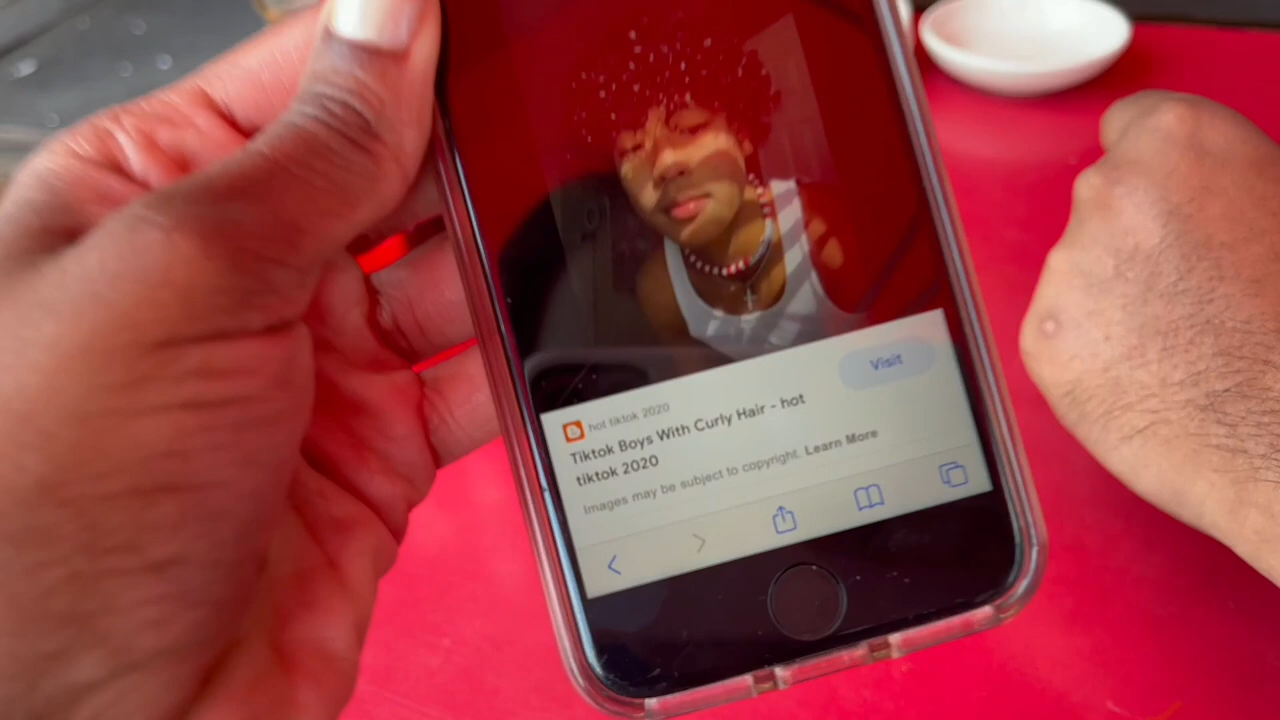 Visit
hot tiktok 2020
Tiktok Boys With Curly Hair - hot
tiktok 2020
Images may be subject to copyright. Learn More